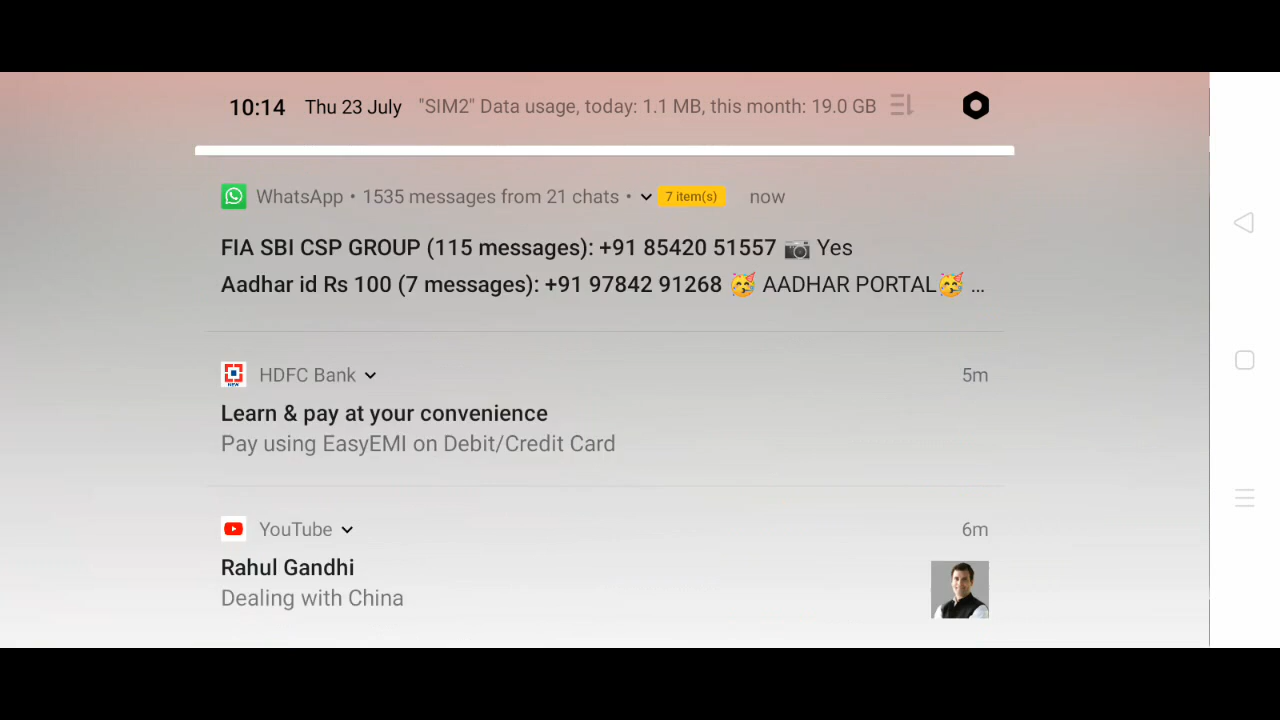 10:14 Thu 23 July "SIM2" Data usage, today: 1.1 MB, this month: 19.0 GB
WhatsApp • 1535 messages from 21 chats • 7 item(s) now
FIA SBI CSP GROUP (115 messages): +91 85420 51557 📷 Yes
Aadhar id Rs 100 (7 messages): +91 97842 91268 🥳 AADHAR PORTAL🥳 ...
HDFC Bank 5m
Learn & pay at your convenience
Pay using EasyEMI on Debit/Credit Card
YouTube 6m
Rahul Gandhi
Dealing with China